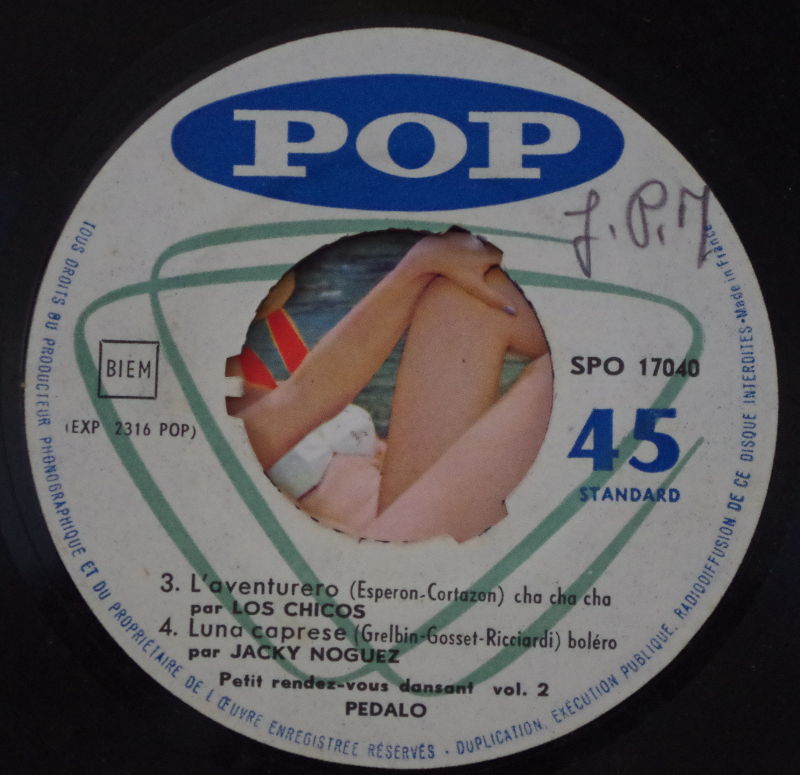 POP
J.P.M
BIEM
(EXP 2316 POP)
SPO 17040
45
STANDARD
3. L'aventurero (Esperon-Cortazon) cha cha cha
par LOS CHICOS
4. Luna caprese (Grelbin-Gosset-Ricciardi) boléro
par JACKY NOGUEZ
Petit rendez-vous dansant vol. 2
PEDALO
TOUS DROITS DU PRODUCTEUR PHONOGRAPHIQUE ET DU PROPRIÉTAIRE DE L'ŒUVRE ENREGISTREE RÉSERVÉS - DUPLICATION, EXÉCUTION PUBLIQUE, RADIODIFFUSION DE CE DISQUE INTERDITES - Made in France